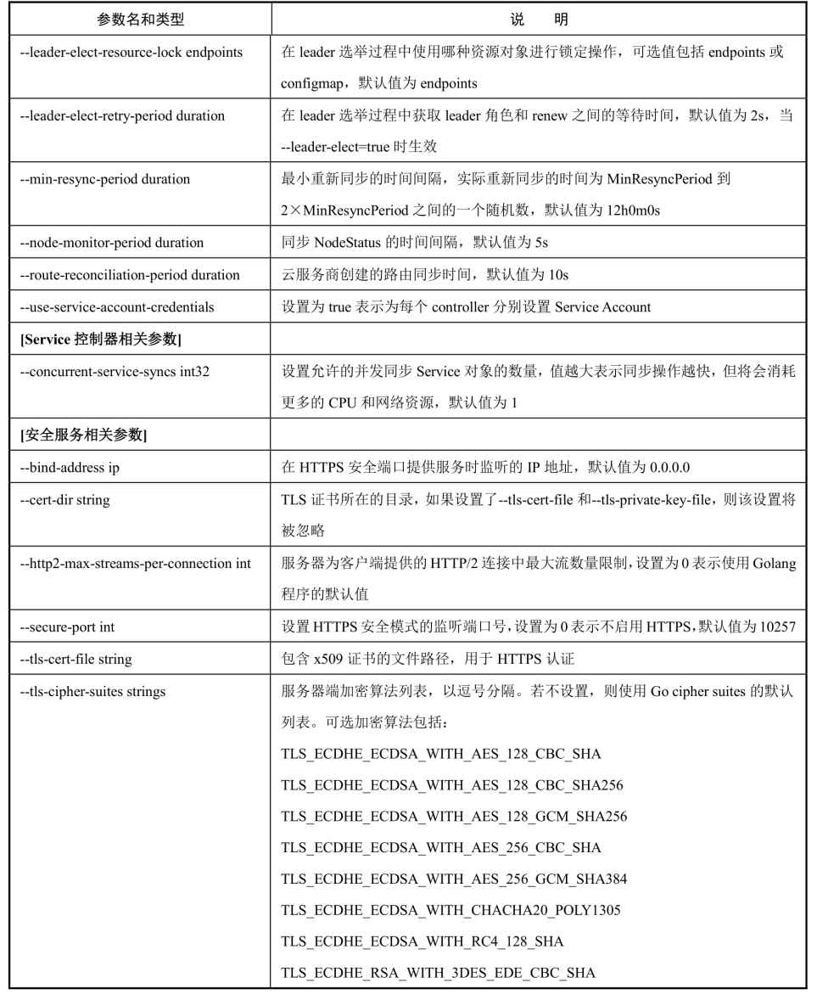 参数名和类型 说 明
--leader-elect-resource-lock endpoints 在 leader 选举过程中使用哪种资源对象进行锁定操作，可选值包括 endpoints 或
configmap，默认值为 endpoints
--leader-elect-retry-period duration 在 leader 选举过程中获取 leader 角色和 renew 之间的等待时间，默认值为 2s，当
--leader-elect=true 时生效
--min-resync-period duration 最小重新同步的时间间隔，实际重新同步的时间为 MinResyncPeriod 到
2×MinResyncPeriod 之间的一个随机数，默认值为 12h0m0s
--node-monitor-period duration 同步 NodeStatus 的时间间隔，默认值为 5s
--route-reconciliation-period duration 云服务商创建的路由同步时间，默认值为 10s
--use-service-account-credentials 设置为 true 表示为每个 controller 分别设置 Service Account
[Service 控制器相关参数]
--concurrent-service-syncs int32 设置允许的并发同步 Service 对象的数量，值越大表示同步操作越快，但将会消耗
更多的 CPU 和网络资源，默认值为 1
[安全服务相关参数]
--bind-address ip 在 HTTPS 安全端口提供服务时监听的 IP 地址，默认值为 0.0.0.0
--cert-dir string TLS 证书所在的目录，如果设置了--tls-cert-file 和--tls-private-key-file，则该设置将
被忽略
--http2-max-streams-per-connection int 服务器为客户端提供的 HTTP/2 连接中最大流数量限制，设置为 0 表示使用 Golang
程序的默认值
--secure-port int 设置 HTTPS 安全模式的监听端口号，设置为 0 表示不启用 HTTPS，默认值为 10257
--tls-cert-file string 包含 x509 证书的文件路径，用于 HTTPS 认证
--tls-cipher-suites strings 服务器端加密算法列表，以逗号分隔。若不设置，则使用 Go cipher suites 的默认
列表。可选加密算法包括：
TLS_ECDHE_ECDSA_WITH_AES_128_CBC_SHA
TLS_ECDHE_ECDSA_WITH_AES_128_CBC_SHA256
TLS_ECDHE_ECDSA_WITH_AES_128_GCM_SHA256
TLS_ECDHE_ECDSA_WITH_AES_256_CBC_SHA
TLS_ECDHE_ECDSA_WITH_AES_256_GCM_SHA384
TLS_ECDHE_ECDSA_WITH_CHACHA20_POLY1305
TLS_ECDHE_ECDSA_WITH_RC4_128_SHA
TLS_ECDHE_RSA_WITH_3DES_EDE_CBC_SHA